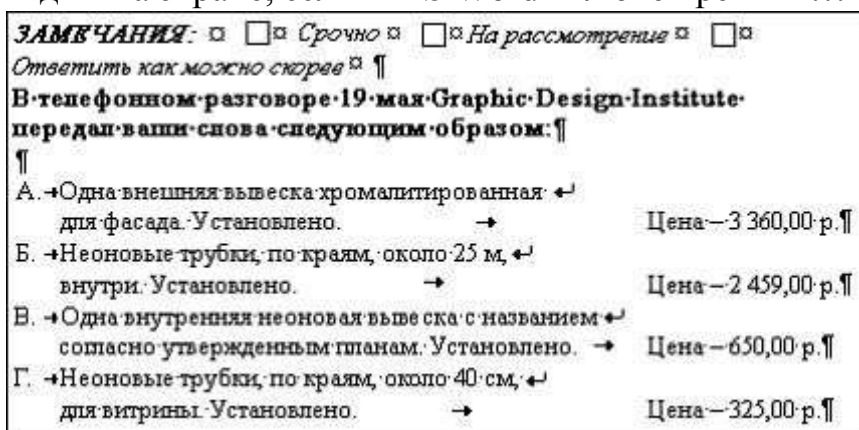 ЗАМЕЧАНИЯ: ¤ □¤ Срочно ¤ □¤ На рассмотрение ¤ □¤
Ответить как можно скорее ¤ ¶
В·телефонном·разговоре·19·мая·Graphic·Design·Institute·
передал·ваши·слова·следующим·образом:¶
¶
А.→Одна·внешняя·вывеска·хромалитированная·↵
для·фасада.·Установлено. → Цена·–·3 360,00·р.¶
Б.→Неоновые·трубки,·по·краям,·около·25 м,↵
внутри.·Установлено. → Цена·–·2 459,00·р.¶
В.→Одна·внутренняя·неоновая·вывеска·с·названием·↵
согласно·утвержденным·планам.·Установлено. → Цена·–·650,00·р.¶
Г.→Неоновые·трубки,·по·краям,·около·40·см,·↵
для·витрины.·Установлено. → Цена·–·325,00·р.¶